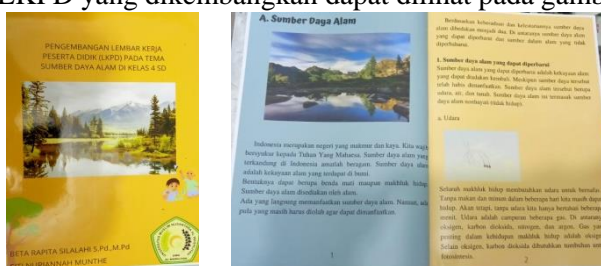 LKPD yang dikembangkan dapat dilihat pada gamba
PENGEMBANGAN LEMBAR KERJA
PESERTA DIDIK (LKPD) PADA TEMA
SUMBER DAYA ALAM DI KELAS 4 SD
BETA RAPITA SILALAHI S.Pd.,M.Pd
SITI NURJANNAH MUNTHE
A. Sumber Daya Alam
Indonesia merupakan negeri yang makmur dan kaya. Kita wajib
bersyukur kepada Tuhan Yang Mahaesa. Sumber daya alam yang
terkandung di Indonesia amatlah beragam. Sumber daya alam
adalah kekayaan alam yang terdapat di bumi.
Bentuknya dapat berupa benda mati maupun makhluk hidup.
Sumber daya alam disediakan oleh alam.
Ada yang langsung memanfaatkan sumber daya alam. Namun, ada
pula yang masih harus diolah agar dapat dimanfaatkan.
1
Berdasarkan keberadaan dan kelestariannya sumber daya
alam dibedakan menjadi dua. Di antaranya sumber daya alam
yang dapat diperbarui dan sumber dalam alam yang tidak
diperbaharui.
1. Sumber daya alam yang dapat diperbarui
Sumber daya alam yang dapat diperbarui adalah kekayaan alam
yang dapat diadakan kembali. Meskipun sumber daya alam
telah habis dimanfaatkan. Sumber daya alam tersebut berupa
udara, air, dan tanah. Sumber daya alam ini termasuk sumber
daya alam nonhayati (tidak hidup).
a. Udara
Seluruh makhluk hidup membutuhkan udara untuk bernafas.
Tanpa makan dan minum dalam beberapa hari kita masih dapat
hidup. Akan tetapi, tanpa udara kita hanya bertahan beberapa
menit. Udara adalah campuran beberapa gas. Di antaranya
oksigen, karbon dioksida, nitrogen, dan argon. Gas yang
penting dalam kehidupan makhluk hidup adalah oksigen.
Selain oksigen, karbon dioksida dibutuhkan tumbuhan untuk
fotosintesis.
2